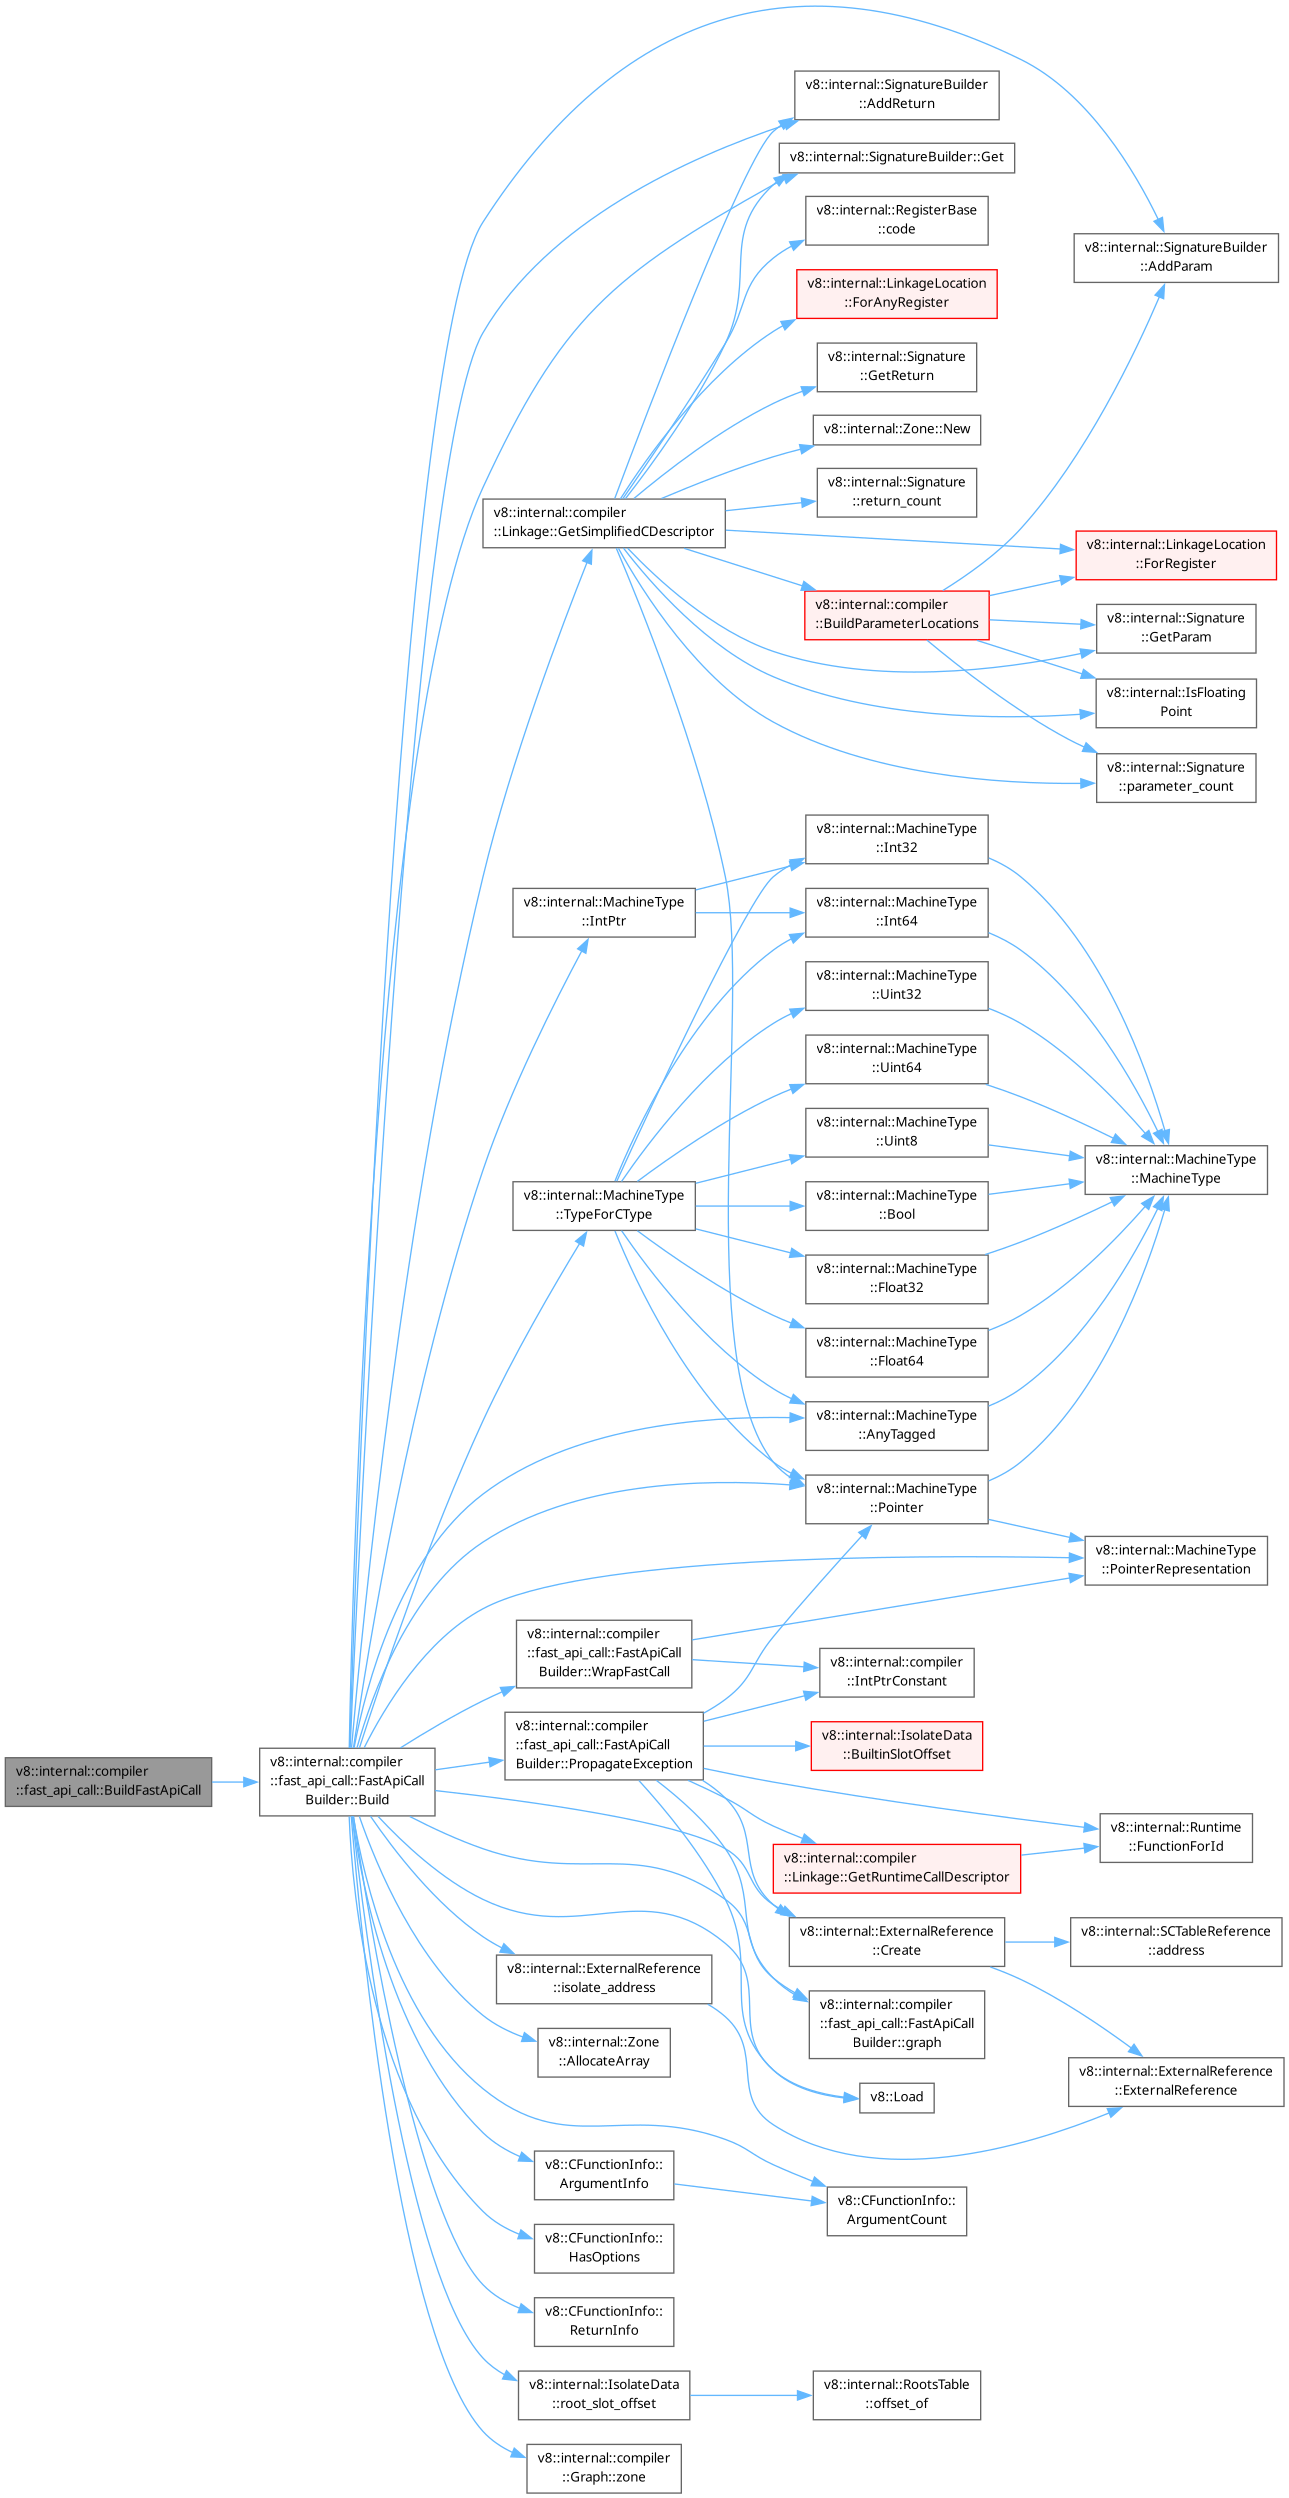 v8::internal::compiler
::fast_api_call::BuildFastApiCall
v8::internal::compiler
::fast_api_call::FastApiCall
Builder::Build
v8::internal::compiler
::Linkage::GetSimplifiedCDescriptor
v8::internal::MachineType
::IntPtr
v8::internal::MachineType
::TypeForCType
v8::internal::compiler
::fast_api_call::FastApiCall
Builder::WrapFastCall
v8::internal::compiler
::fast_api_call::FastApiCall
Builder::PropagateException
v8::internal::ExternalReference
::isolate_address
v8::internal::Zone
::AllocateArray
v8::CFunctionInfo::
ArgumentInfo
v8::CFunctionInfo::
HasOptions
v8::CFunctionInfo::
ReturnInfo
v8::internal::IsolateData
::root_slot_offset
v8::internal::compiler
::Graph::zone
v8::internal::SignatureBuilder
::AddReturn
v8::internal::SignatureBuilder::Get
v8::internal::RegisterBase
::code
v8::internal::LinkageLocation
::ForAnyRegister
v8::internal::Signature
::GetReturn
v8::internal::Zone::New
v8::internal::Signature
::return_count
v8::internal::compiler
::BuildParameterLocations
v8::internal::MachineType
::Int32
v8::internal::MachineType
::Int64
v8::internal::MachineType
::Uint32
v8::internal::MachineType
::Uint64
v8::internal::MachineType
::Uint8
v8::internal::MachineType
::Bool
v8::internal::MachineType
::Float32
v8::internal::MachineType
::Float64
v8::internal::MachineType
::AnyTagged
v8::internal::MachineType
::Pointer
v8::internal::compiler
::IntPtrConstant
v8::internal::IsolateData
::BuiltinSlotOffset
v8::internal::compiler
::Linkage::GetRuntimeCallDescriptor
v8::internal::ExternalReference
::Create
v8::internal::compiler
::fast_api_call::FastApiCall
Builder::graph
v8::Load
v8::CFunctionInfo::
ArgumentCount
v8::internal::RootsTable
::offset_of
v8::internal::SignatureBuilder
::AddParam
v8::internal::LinkageLocation
::ForRegister
v8::internal::Signature
::GetParam
v8::internal::IsFloating
Point
v8::internal::Signature
::parameter_count
v8::internal::MachineType
::MachineType
v8::internal::MachineType
::PointerRepresentation
v8::internal::Runtime
::FunctionForId
v8::internal::SCTableReference
::address
v8::internal::ExternalReference
::ExternalReference